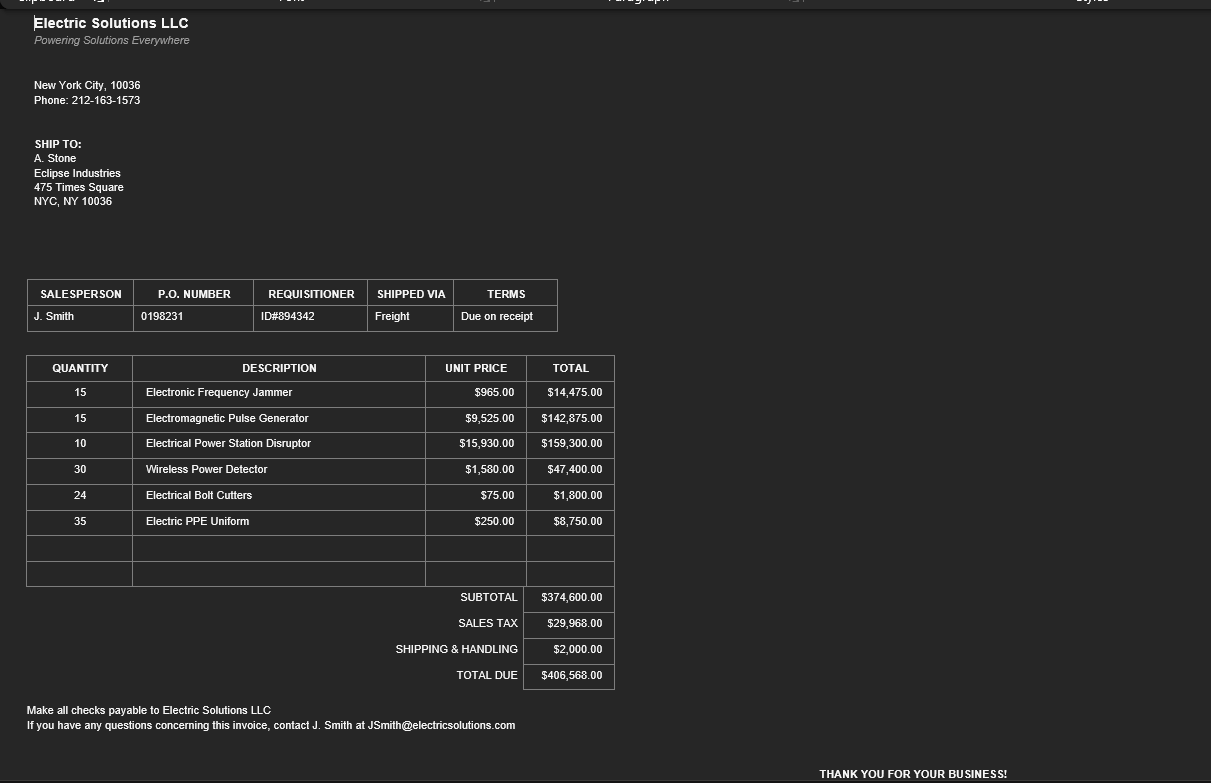 Electric Solutions LLC
Powering Solutions Everywhere
New York City, 10036
Phone: 212-163-1573
SHIP TO:
A. Stone
Eclipse Industries
475 Times Square
NYC, NY 10036
SALESPERSON P.O. NUMBER REQUISITIONER SHIPPED VIA TERMS
J. Smith 0198231 ID#894342 Freight Due on receipt
QUANTITY DESCRIPTION UNIT PRICE TOTAL
15 Electronic Frequency Jammer $965.00 $14,475.00
15 Electromagnetic Pulse Generator $9,525.00 $142,875.00
10 Electrical Power Station Disruptor $15,930.00 $159,300.00
30 Wireless Power Detector $1,580.00 $47,400.00
24 Electrical Bolt Cutters $75.00 $1,800.00
35 Electric PPE Uniform $250.00 $8,750.00
SUBTOTAL $374,600.00
SALES TAX $29,968.00
SHIPPING & HANDLING $2,000.00
TOTAL DUE $406,568.00
Make all checks payable to Electric Solutions LLC
If you have any questions concerning this invoice, contact J. Smith at JSmith@electricsolutions.com
THANK YOU FOR YOUR BUSINESS!